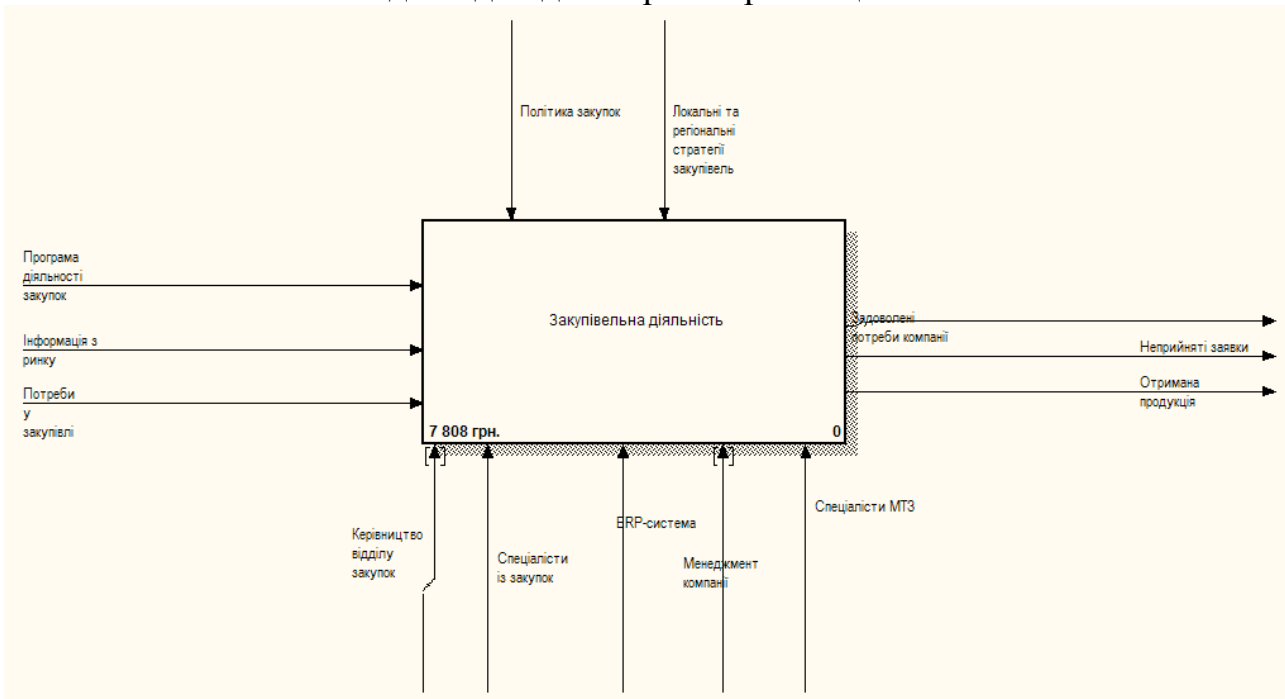 Політика закупок
Локальні та
регіональні
стратегії
закупівель
Програма
діяльності
закупок
Інформація з
ринку
Потреби
у
закупівлі
Закупівельна діяльність
7 808 грн.
0
Задоволені
потреби компанії
Неприйняті заявки
Отримана
продукція
Керівництво
відділу
закупок
Спеціалісти
із закупок
ERP-система
Менеджмент
компанії
Спеціалісти МТЗ